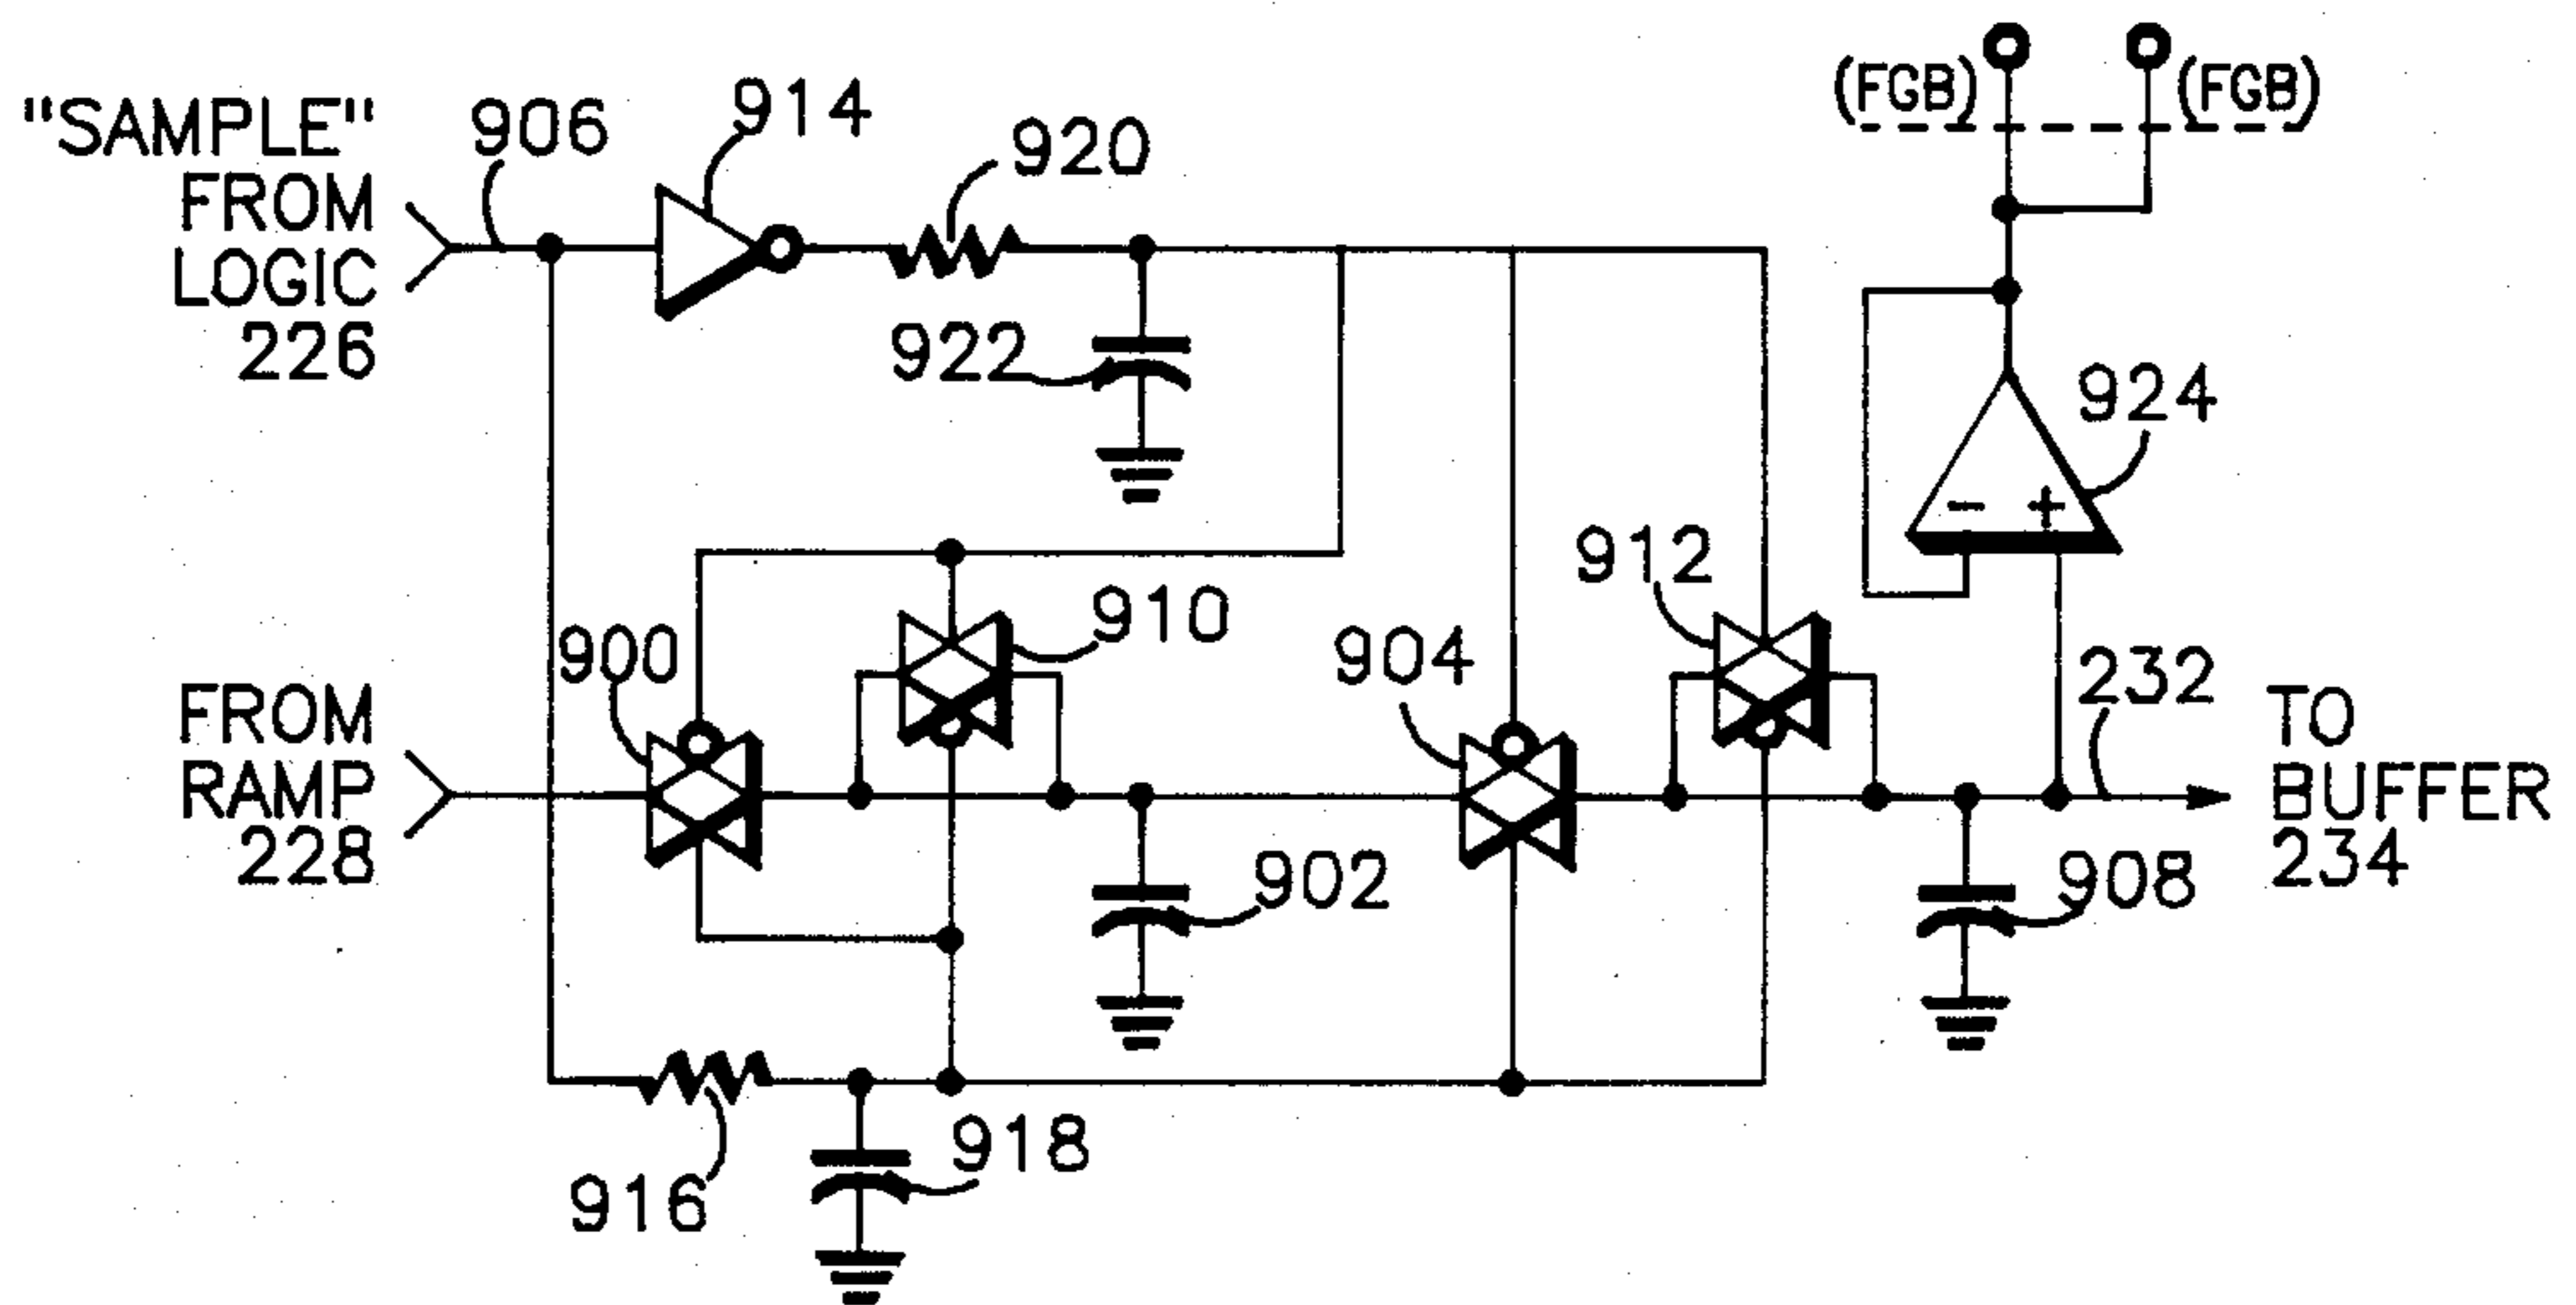 "SAMPLE"
FROM
LOGIC
226
906
914
920
(FGB)
(FGB)
922
924
912
910
900
904
232
FROM
RAMP
228
TO
BUFFER
234
902
908
918
916
-
+